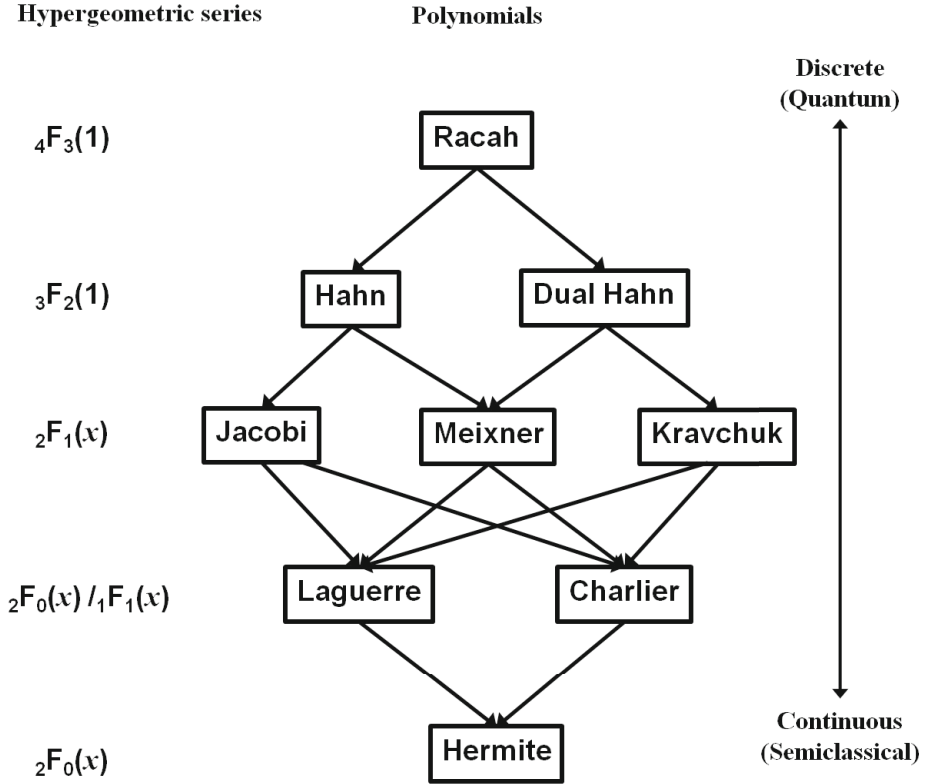 Hypergeometric series Polynomials
Discrete
(Quantum)
₄F₃(1) Racah
₃F₂(1) Hahn Dual Hahn
₂F₁(x) Jacobi Meixner Kravchuk
₂F₀(x) /₁F₁(x) Laguerre Charlier
Continuous
(Semiclassical)
₂F₀(x) Hermite